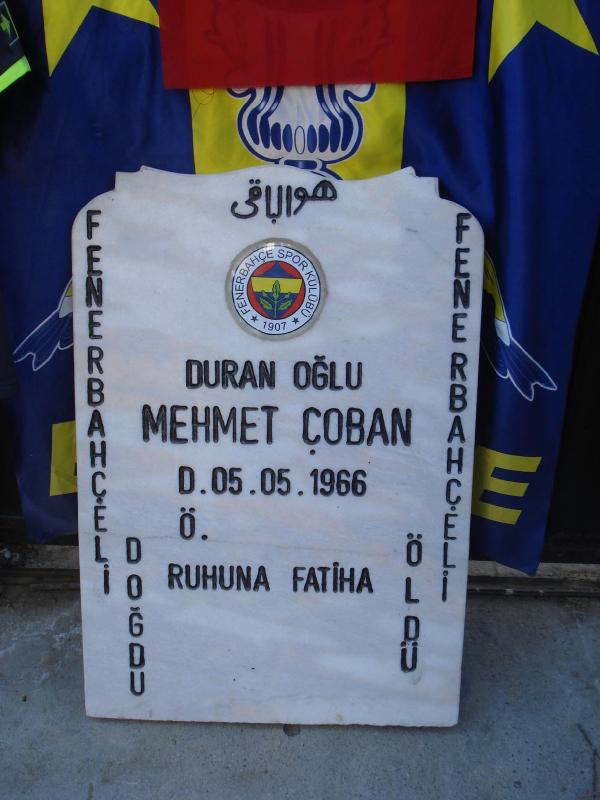 هو الباقی
FENERBAHÇE SPOR KULÜBÜ
★ 1907 ★
DURAN OĞLU
MEHMET ÇOBAN
D.05.05.1966
Ö.
RUHUNA FATİHA
FENERBAHÇELİ
DOĞDU
FENERBAHÇELİ
ÖLDÜ
E